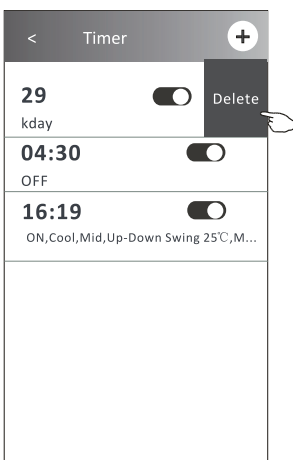 < Timer +
29 Delete
kday
04:30
OFF
16:19
ON,Cool,Mid,Up-Down Swing 25℃,M...